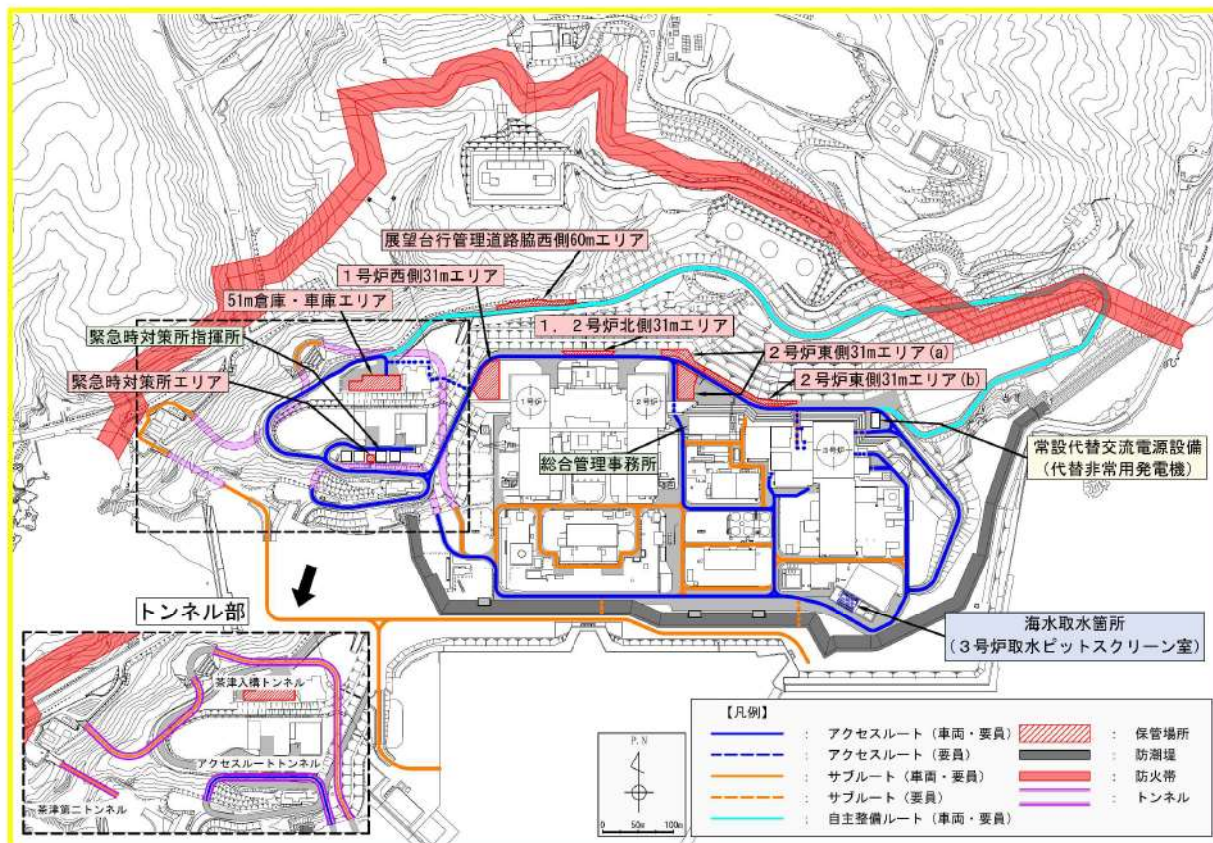 展望台行管理道路脇西側60mエリア
1号炉西側31mエリア
51m倉庫・車庫エリア
1.2号炉北側31mエリア
緊急時対策所指揮所
2号炉東側31mエリア(a)
緊急時対策所エリア
2号炉東側31mエリア(b)
1号炉
2号炉
3号炉
総合管理事務所
常設代替交流電源設備
(代替非常用発電機)
トンネル部
海水取水箇所
(3号炉取水ピットスクリーン室)
茶津入構トンネル
アクセスルートトンネル
茶津第二トンネル
P.N
0 50m 100m
【凡例】
: アクセスルート(車両・要員)
: アクセスルート(要員)
: サブルート(車両・要員)
: サブルート(要員)
: 自主整備ルート(車両・要員)
: 保管場所
: 防潮堤
: 防火帯
: トンネル